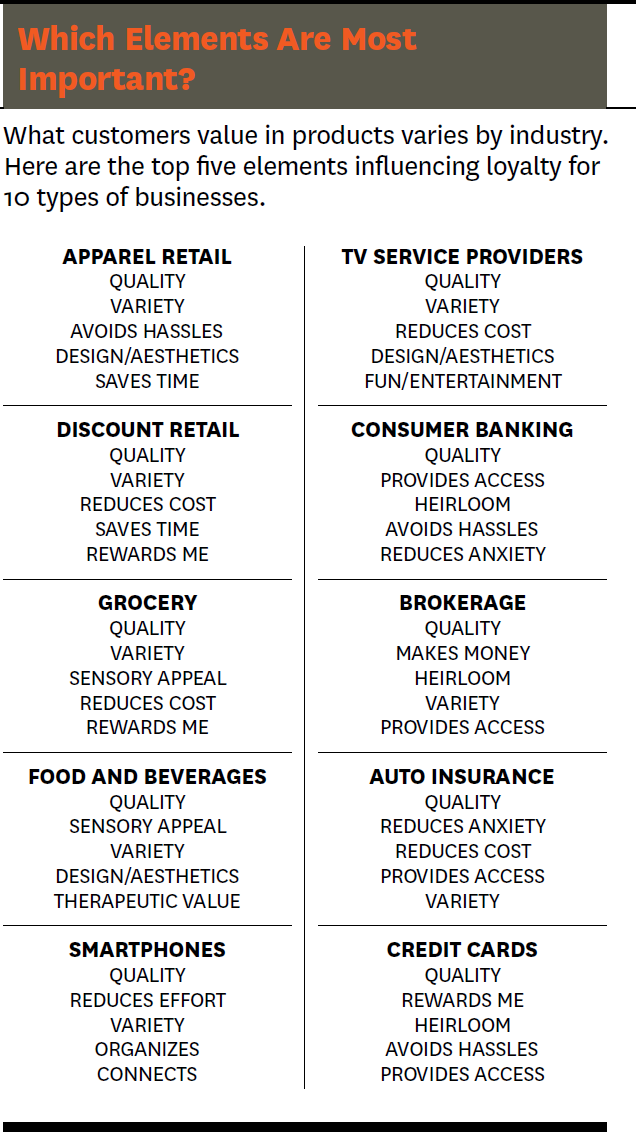 Which Elements Are Most
Important?
What customers value in products varies by industry.
Here are the top five elements influencing loyalty for
10 types of businesses.
APPAREL RETAIL
QUALITY
VARIETY
AVOIDS HASSLES
DESIGN/AESTHETICS
SAVES TIME
DISCOUNT RETAIL
QUALITY
VARIETY
REDUCES COST
SAVES TIME
REWARDS ME
GROCERY
QUALITY
VARIETY
SENSORY APPEAL
REDUCES COST
REWARDS ME
FOOD AND BEVERAGES
QUALITY
SENSORY APPEAL
VARIETY
DESIGN/AESTHETICS
THERAPEUTIC VALUE
SMARTPHONES
QUALITY
REDUCES EFFORT
VARIETY
ORGANIZES
CONNECTS
TV SERVICE PROVIDERS
QUALITY
VARIETY
REDUCES COST
DESIGN/AESTHETICS
FUN/ENTERTAINMENT
CONSUMER BANKING
QUALITY
PROVIDES ACCESS
HEIRLOOM
AVOIDS HASSLES
REDUCES ANXIETY
BROKERAGE
QUALITY
MAKES MONEY
HEIRLOOM
VARIETY
PROVIDES ACCESS
AUTO INSURANCE
QUALITY
REDUCES ANXIETY
REDUCES COST
PROVIDES ACCESS
VARIETY
CREDIT CARDS
QUALITY
REWARDS ME
HEIRLOOM
AVOIDS HASSLES
PROVIDES ACCESS